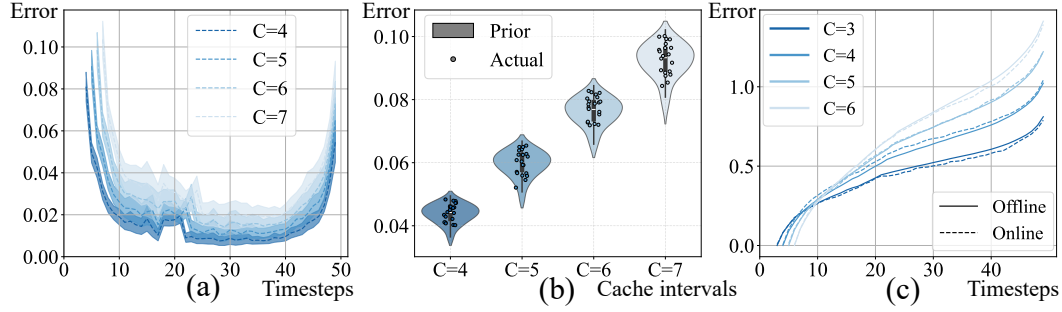 Error
0.10
0.08
0.06
0.04
0.02
0.00
0 10 20 30 40 50
(a) Timesteps
C=4
C=5
C=6
C=7
Error
0.10
0.08
0.06
0.04
Prior
Actual
C=4 C=5 C=6 C=7
(b) Cache intervals
Error
1.0
0.5
0.0
0 10 20 30 40
(c) Timesteps
C=3
C=4
C=5
C=6
Offline
Online